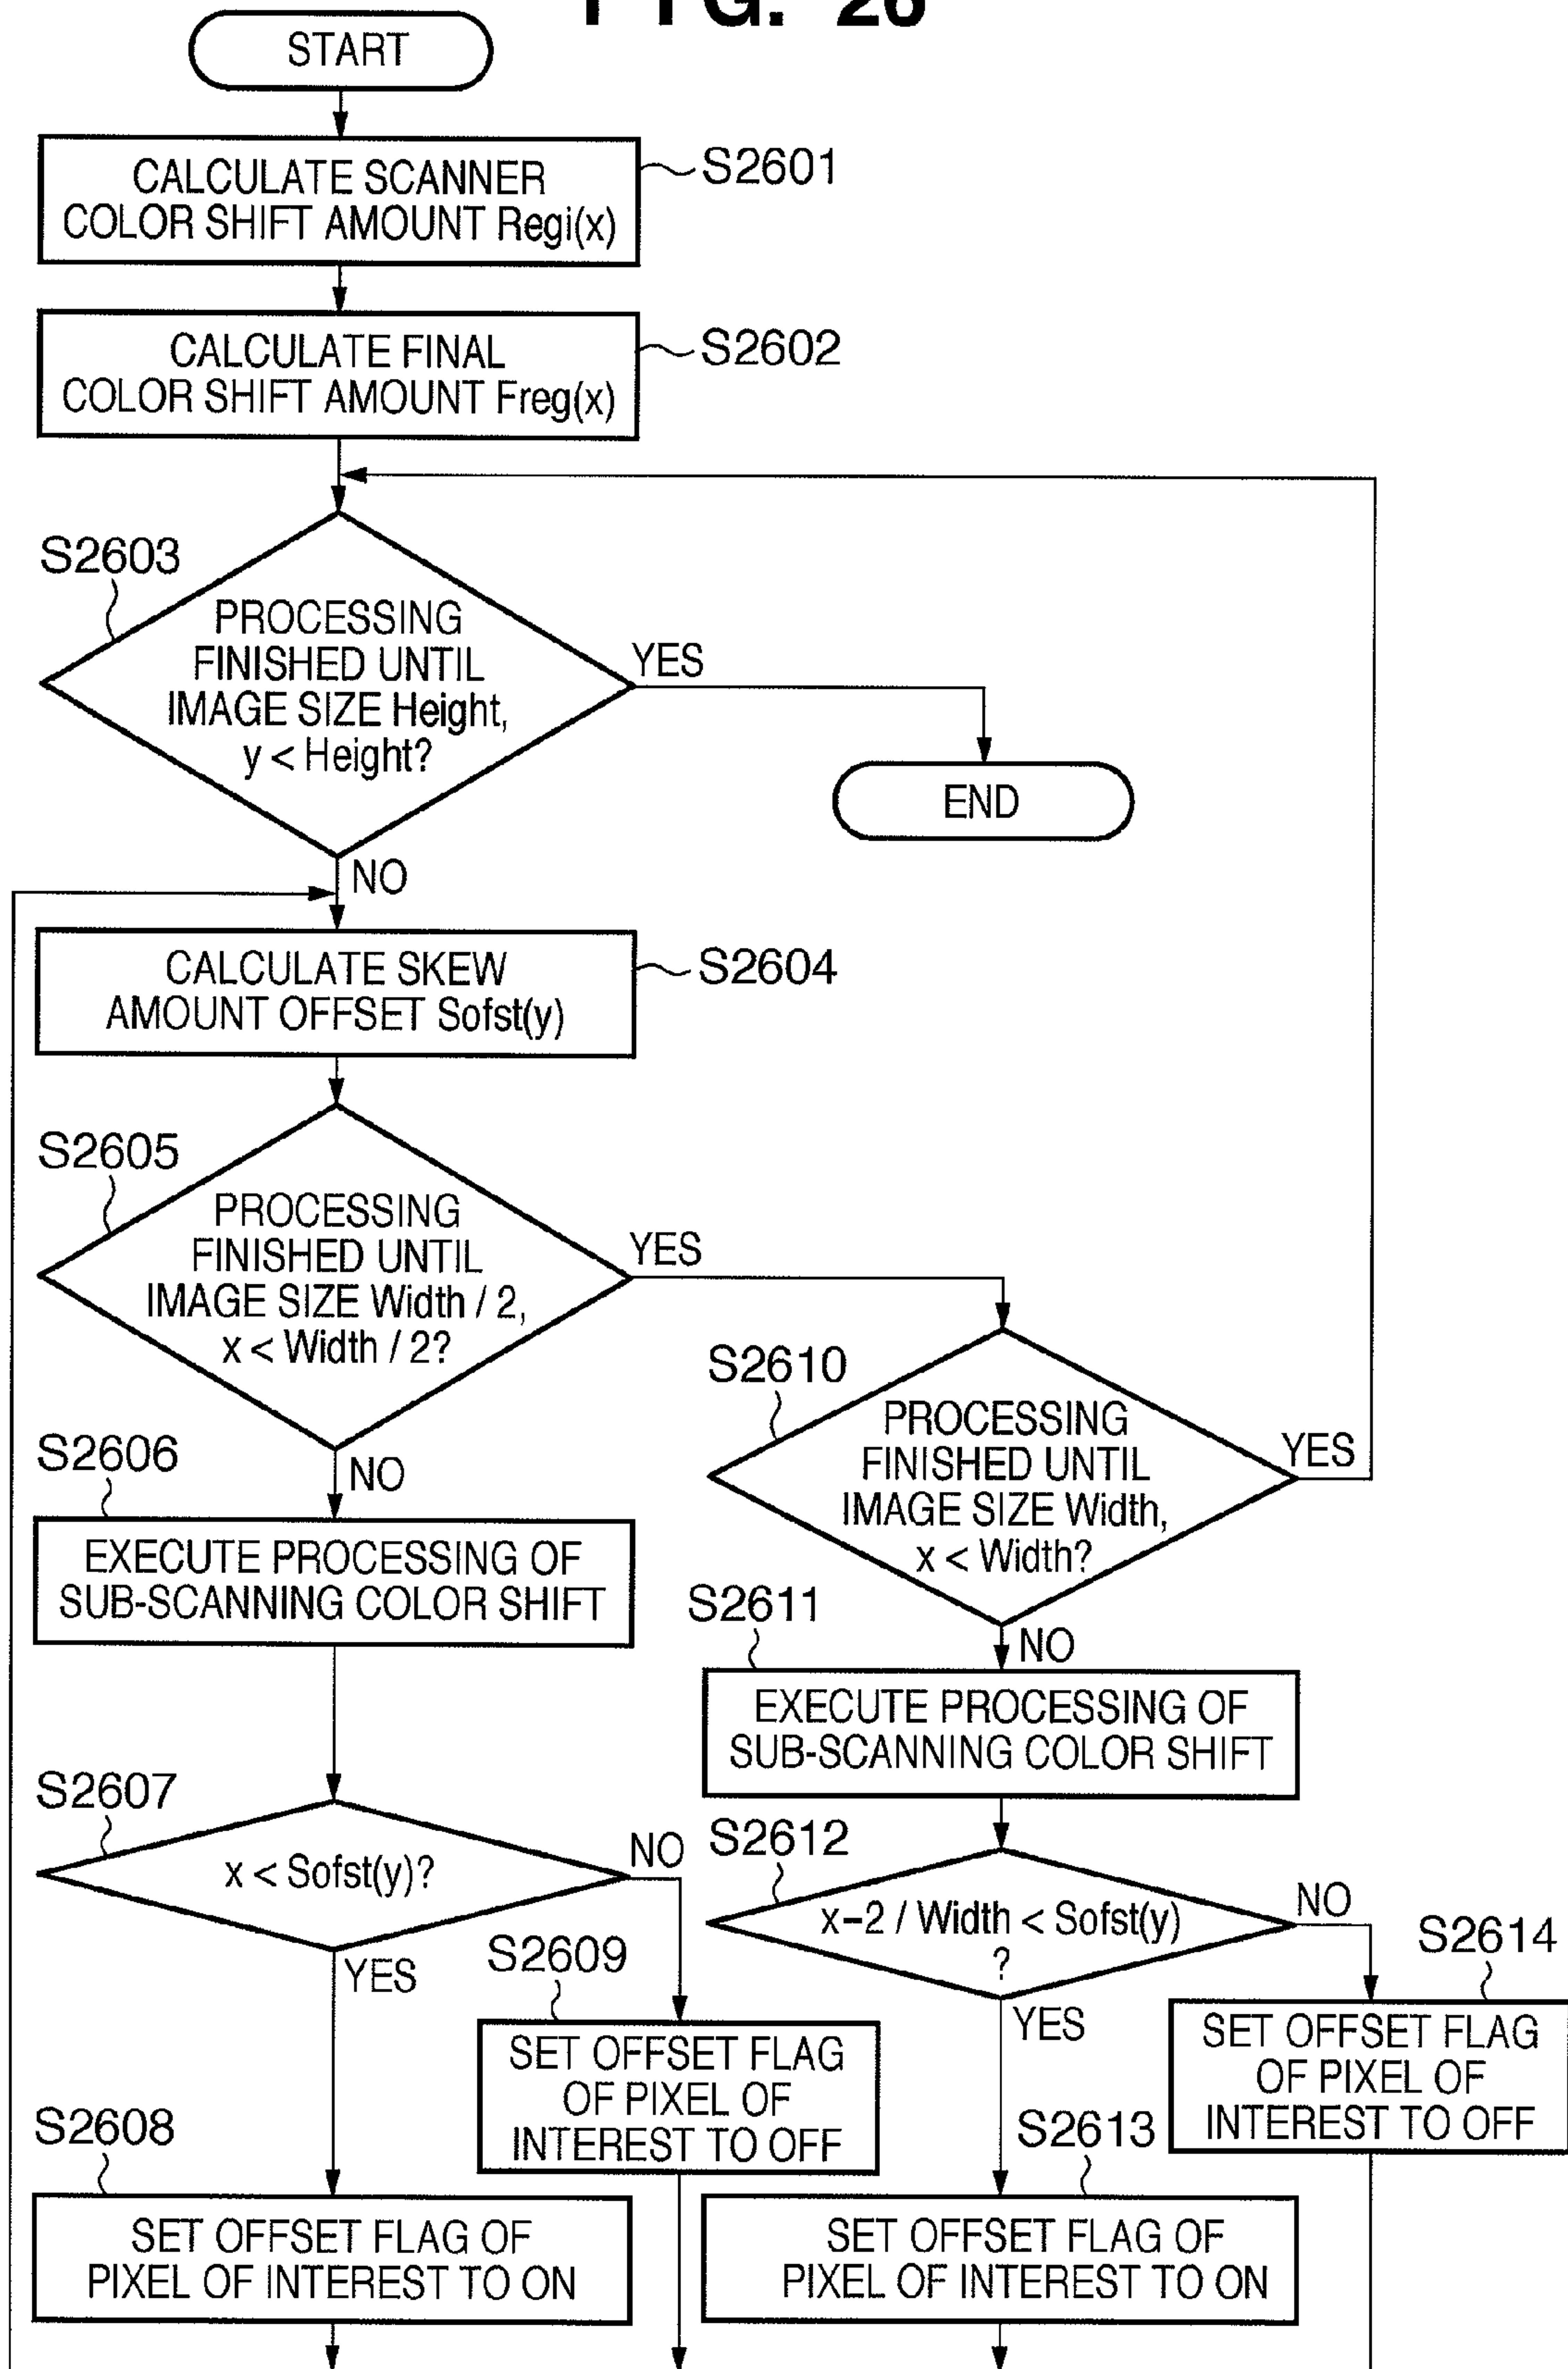 FIG. 26
START
CALCULATE SCANNER
COLOR SHIFT AMOUNT Regi(x)
S2601
CALCULATE FINAL
COLOR SHIFT AMOUNT Freg(x)
S2602
S2603
PROCESSING
FINISHED UNTIL
IMAGE SIZE Height,
y < Height?
YES
END
NO
CALCULATE SKEW
AMOUNT OFFSET Sofst(y)
S2604
S2605
PROCESSING
FINISHED UNTIL
IMAGE SIZE Width / 2,
x < Width / 2?
YES
NO
S2610
PROCESSING
FINISHED UNTIL
IMAGE SIZE Width,
x < Width?
YES
NO
S2606
EXECUTE PROCESSING OF
SUB-SCANNING COLOR SHIFT
S2611
EXECUTE PROCESSING OF
SUB-SCANNING COLOR SHIFT
S2607
x < Sofst(y)?
NO
YES
S2612
x–2 / Width < Sofst(y)
?
NO
YES
S2609
SET OFFSET FLAG
OF PIXEL OF
INTEREST TO OFF
S2614
SET OFFSET FLAG
OF PIXEL OF
INTEREST TO OFF
S2608
SET OFFSET FLAG OF
PIXEL OF INTEREST TO ON
S2613
SET OFFSET FLAG OF
PIXEL OF INTEREST TO ON